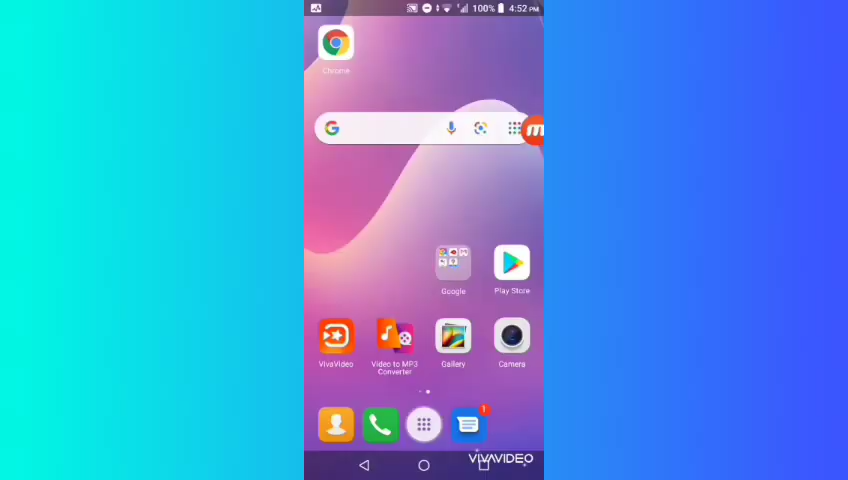 100% 4:52 PM
Chrome
Google
Play Store
VivaVideo
Video to MP3
Converter
Gallery
Camera
1
VIVAVIDEO